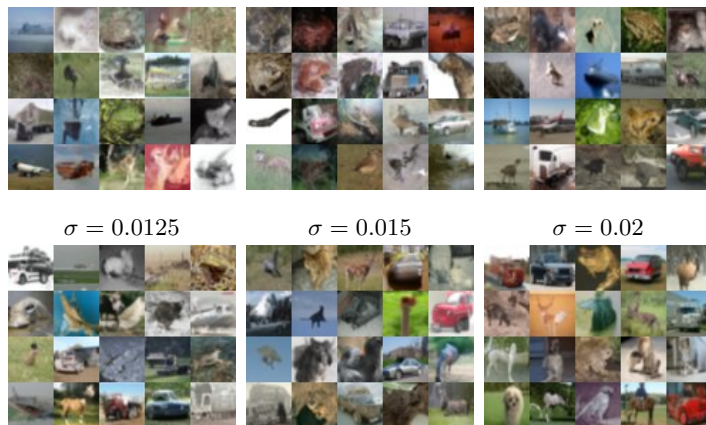 σ = 0.0125 σ = 0.015 σ = 0.02